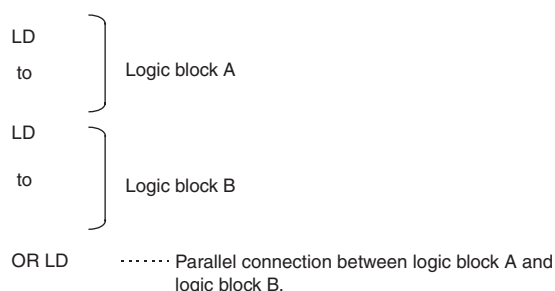 LD
to
Logic block A
LD
to
Logic block B
OR LD ········ Parallel connection between logic block A and
logic block B.